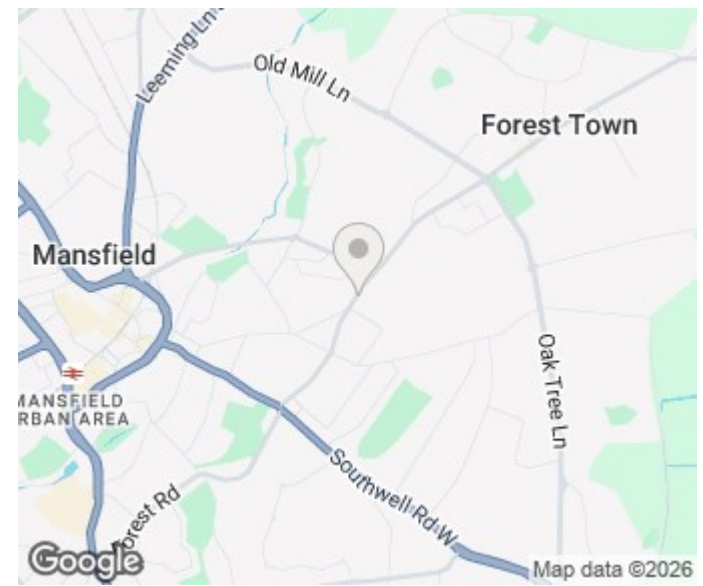 Leeming Ln
Old Mill Ln
Forest Town
Mansfield
Oak Tree Ln
MANSFIELD
RBAN AREA
Southwell Rd W
Forest Rd
Google
Map data ©2026